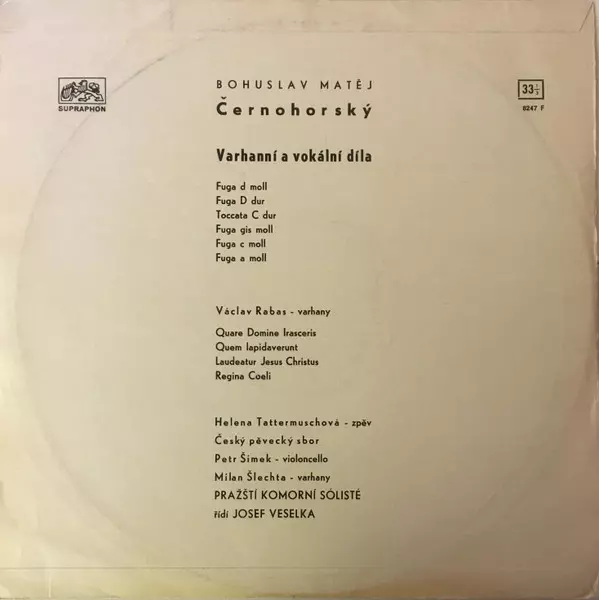 SUPRAPHON
BOHUSLAV MATĚJ
Černohorský
33 1/3
8247 F
Varhanní a vokální díla
Fuga d moll
Fuga D dur
Toccata C dur
Fuga gis moll
Fuga c moll
Fuga a moll
Václav Rabas - varhany
Quare Domine Irasceris
Quem lapidaverunt
Laudeatur Jesus Christus
Regina Coeli
Helena Tattermuschová - zpěv
Český pěvecký sbor
Petr Šimek - violoncello
Milan Šlechta - varhany
PRAŽŠTÍ KOMORNÍ SÓLISTÉ
řídí JOSEF VESELKA